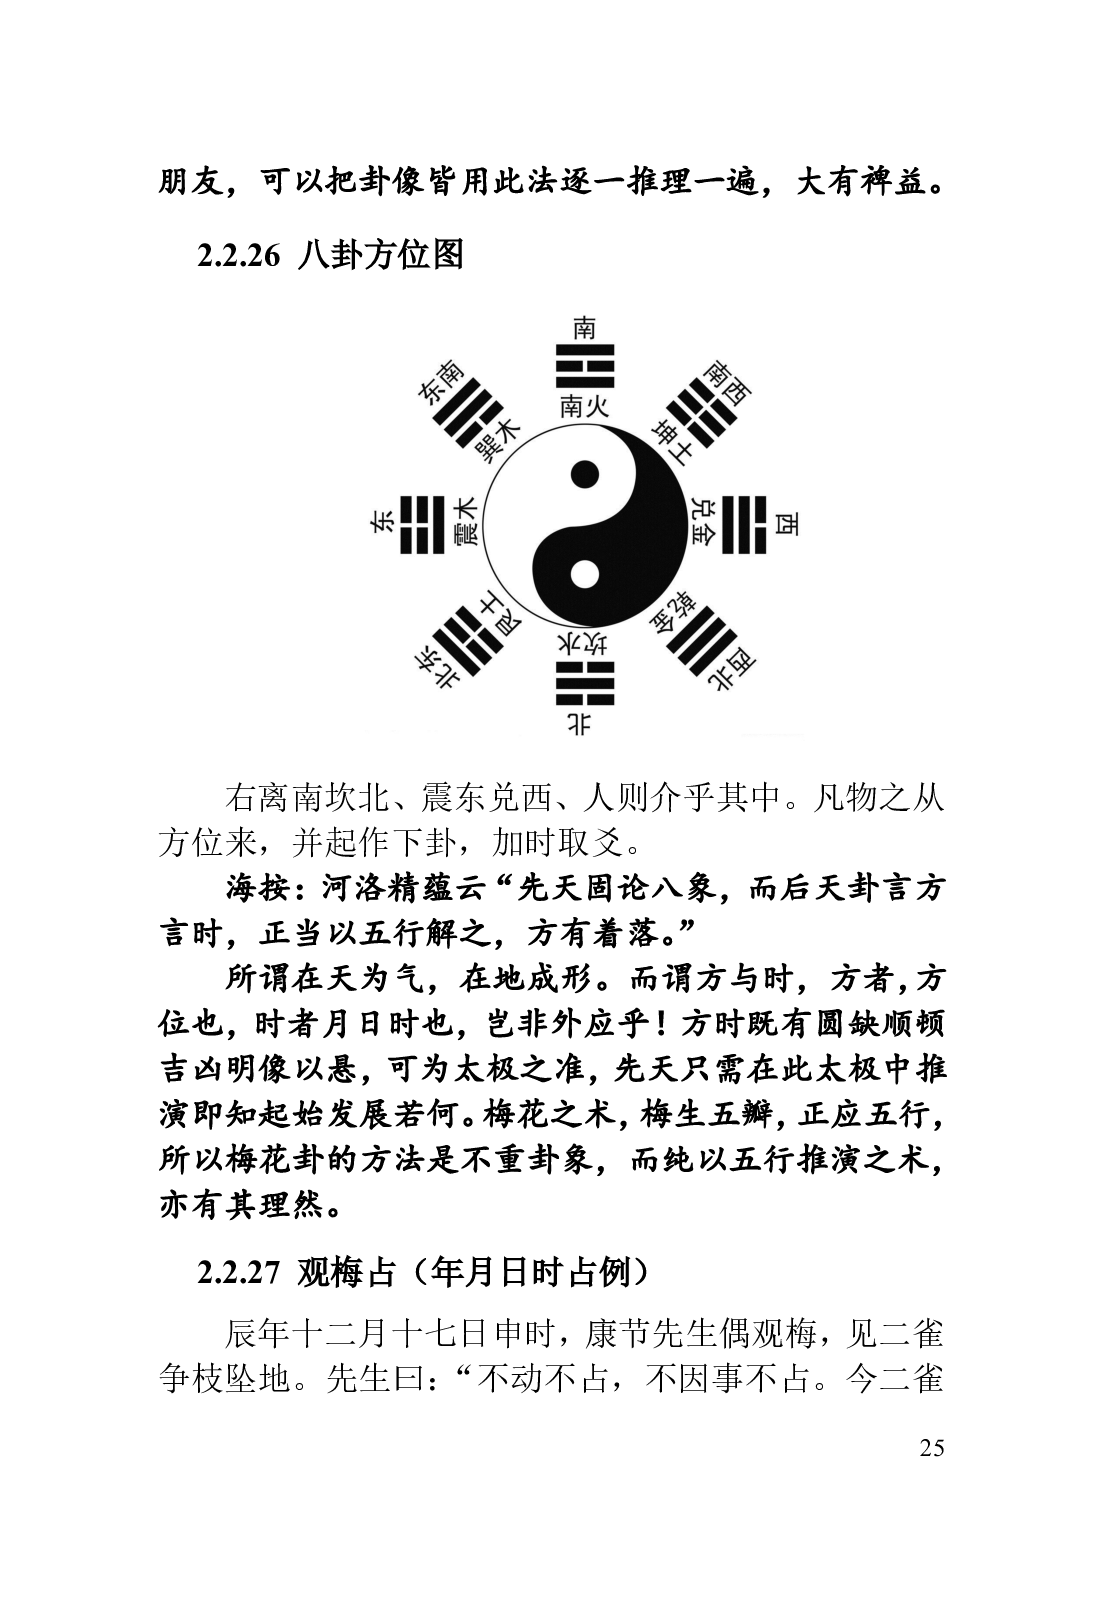 朋友，可以把卦像皆用此法逐一推理一遍，大有裨益。
2.2.26 八卦方位图
南
南火
东南
巽木
南西
坤土
东
震木
兑金
西
艮土
北东
乾金
西北
坎水
北
右离南坎北、震东兑西、人则介乎其中。凡物之从
方位来，并起作下卦，加时取爻。
海按：河洛精蕴云“先天固论八象，而后天卦言方
言时，正当以五行解之，方有着落。”
所谓在天为气，在地成形。而谓方与时，方者，方
位也，时者月日时也，岂非外应乎！方时既有圆缺顺顿
吉凶明像以悬，可为太极之准，先天只需在此太极中推
演即知起始发展若何。梅花之术，梅生五瓣，正应五行，
所以梅花卦的方法是不重卦象，而纯以五行推演之术，
亦有其理然。
2.2.27 观梅占（年月日时占例）
辰年十二月十七日申时，康节先生偶观梅，见二雀
争枝坠地。先生曰：“不动不占，不因事不占。今二雀
25